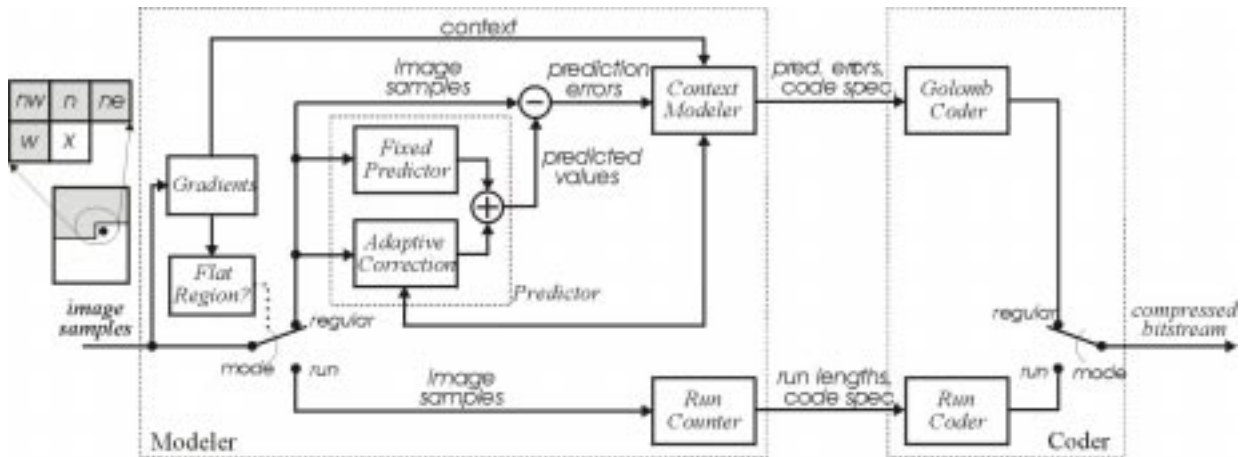 context
image
samples
prediction
errors
pred. errors,
code spec
nw n ne
w x
Context
Modeler
Golomb
Coder
Fixed
Predictor
predicted
values
Gradients
Adaptive
Correction
Flat
Region?
Predictor
image
samples
regular
mode
run
image
samples
Run
Counter
run lengths,
code spec
Run
Coder
regular
run
mode
compressed
bitstream
Modeler
Coder